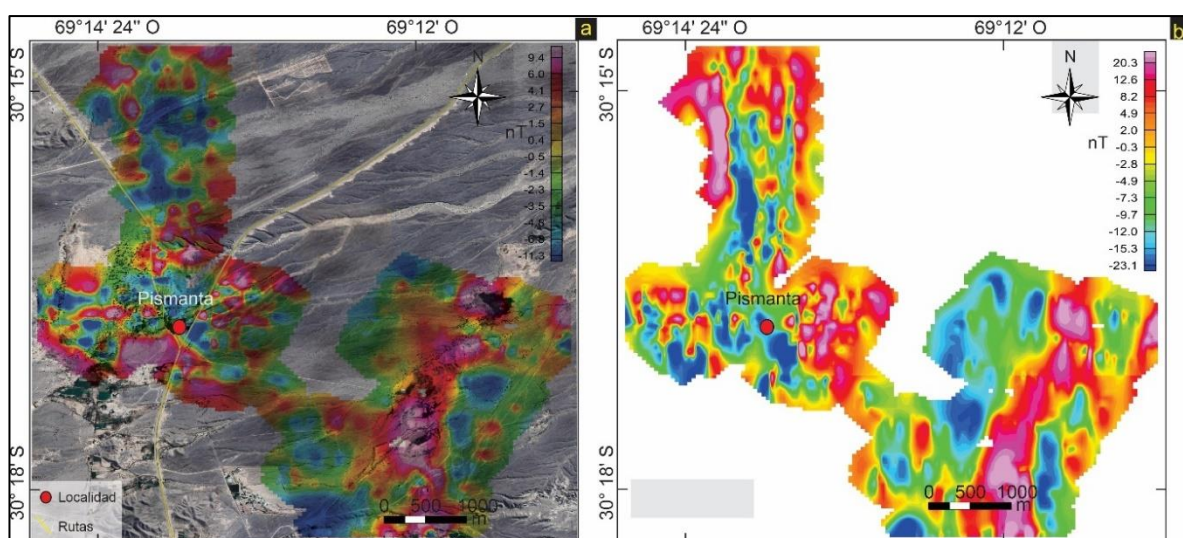 69°14' 24'' O
69°12' O
a
30° 15' S
30° 18' S
N
nT
9.4
6.0
4.1
2.7
1.5
0.4
-0.5
-1.4
-2.3
-3.5
-11.3
Pismanta
Localidad
Rutas
0 500 1000
m
69°14' 24'' O
69°12' O
b
30° 15' S
30° 18' S
N
nT
20.3
12.6
8.2
4.9
2.0
-0.3
-2.8
-4.9
-7.3
-9.7
-12.0
-15.3
-23.1
Pismanta
0 500 1000
m